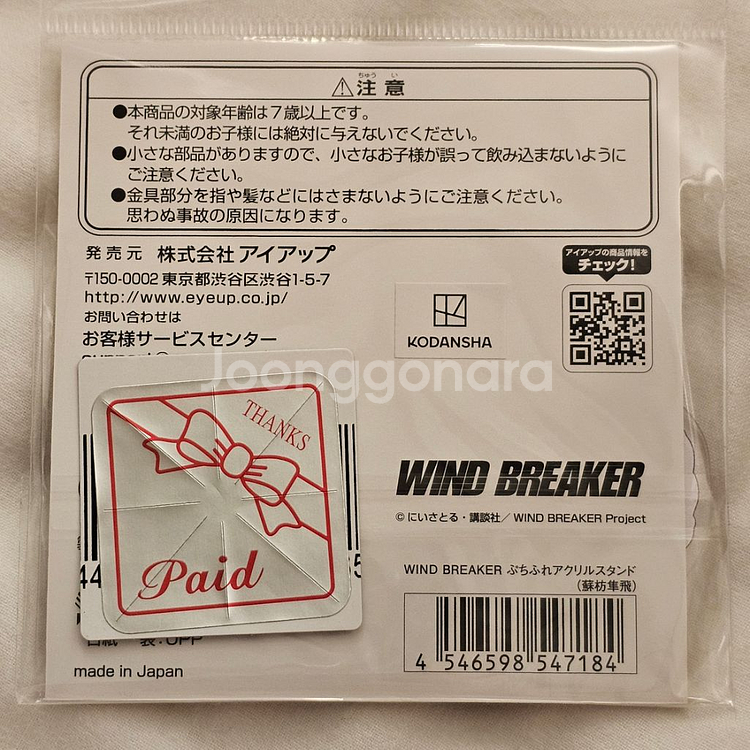 ちゅう い
⚠注意
●本商品の対象年齢は7歳以上です。
それ未満のお子様には絶対に与えないでください。
●小さな部品がありますので、小さなお子様が誤って飲み込まないように
ご注意ください。
●金具部分を指や髪などにはさまないようにご注意ください。
思わぬ事故の原因になります。
発売元 株式会社 アイアップ
〒150-0002 東京都渋谷区渋谷1-5-7
http://www.eyeup.co.jp/
お問い合わせは
お客様サービスセンター
アイアップの商品情報を
チェック!
KODANSHA
Joonggonara
THANKS
Paid
WIND BREAKER
© にいさとる・講談社／WIND BREAKER Project
WIND BREAKER ぷちふれアクリルスタンド
(蘇枋隼飛)
4 546598 547184
made in Japan